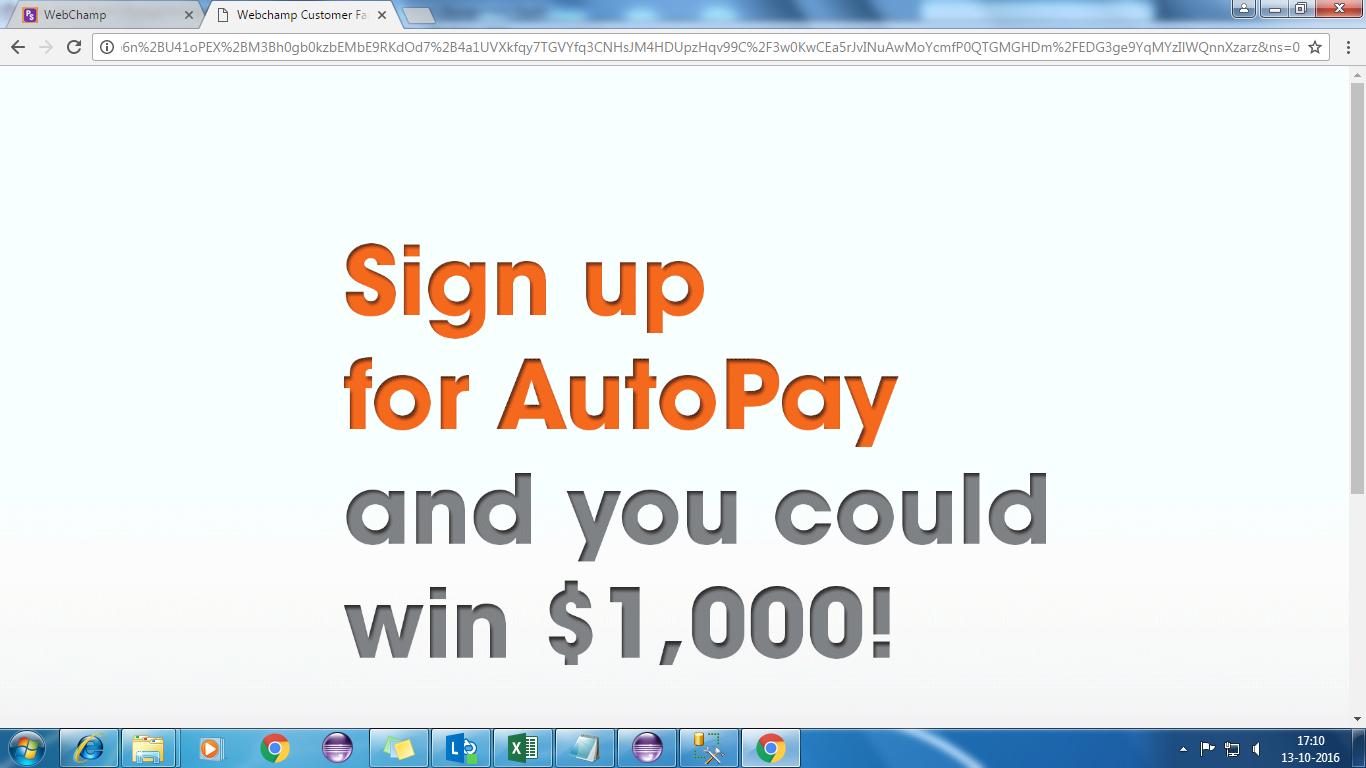 WebChamp
Webchamp Customer Fa
6n%2BU41oPEX%2BM3Bh0gb0kzbEMbE9RKdOd7%2B4a1UVXkfqy7TGVYfq3CNHsJM4HDUpzHqv99C%2F3w0KwCEa5rJvINuAwMoYcmfP0QTGMGHDm%2FEDG3ge9YqMYzIlWQnnXzarz&ns=0
Sign up
for AutoPay
and you could
win $1,000!
17:10
13-10-2016